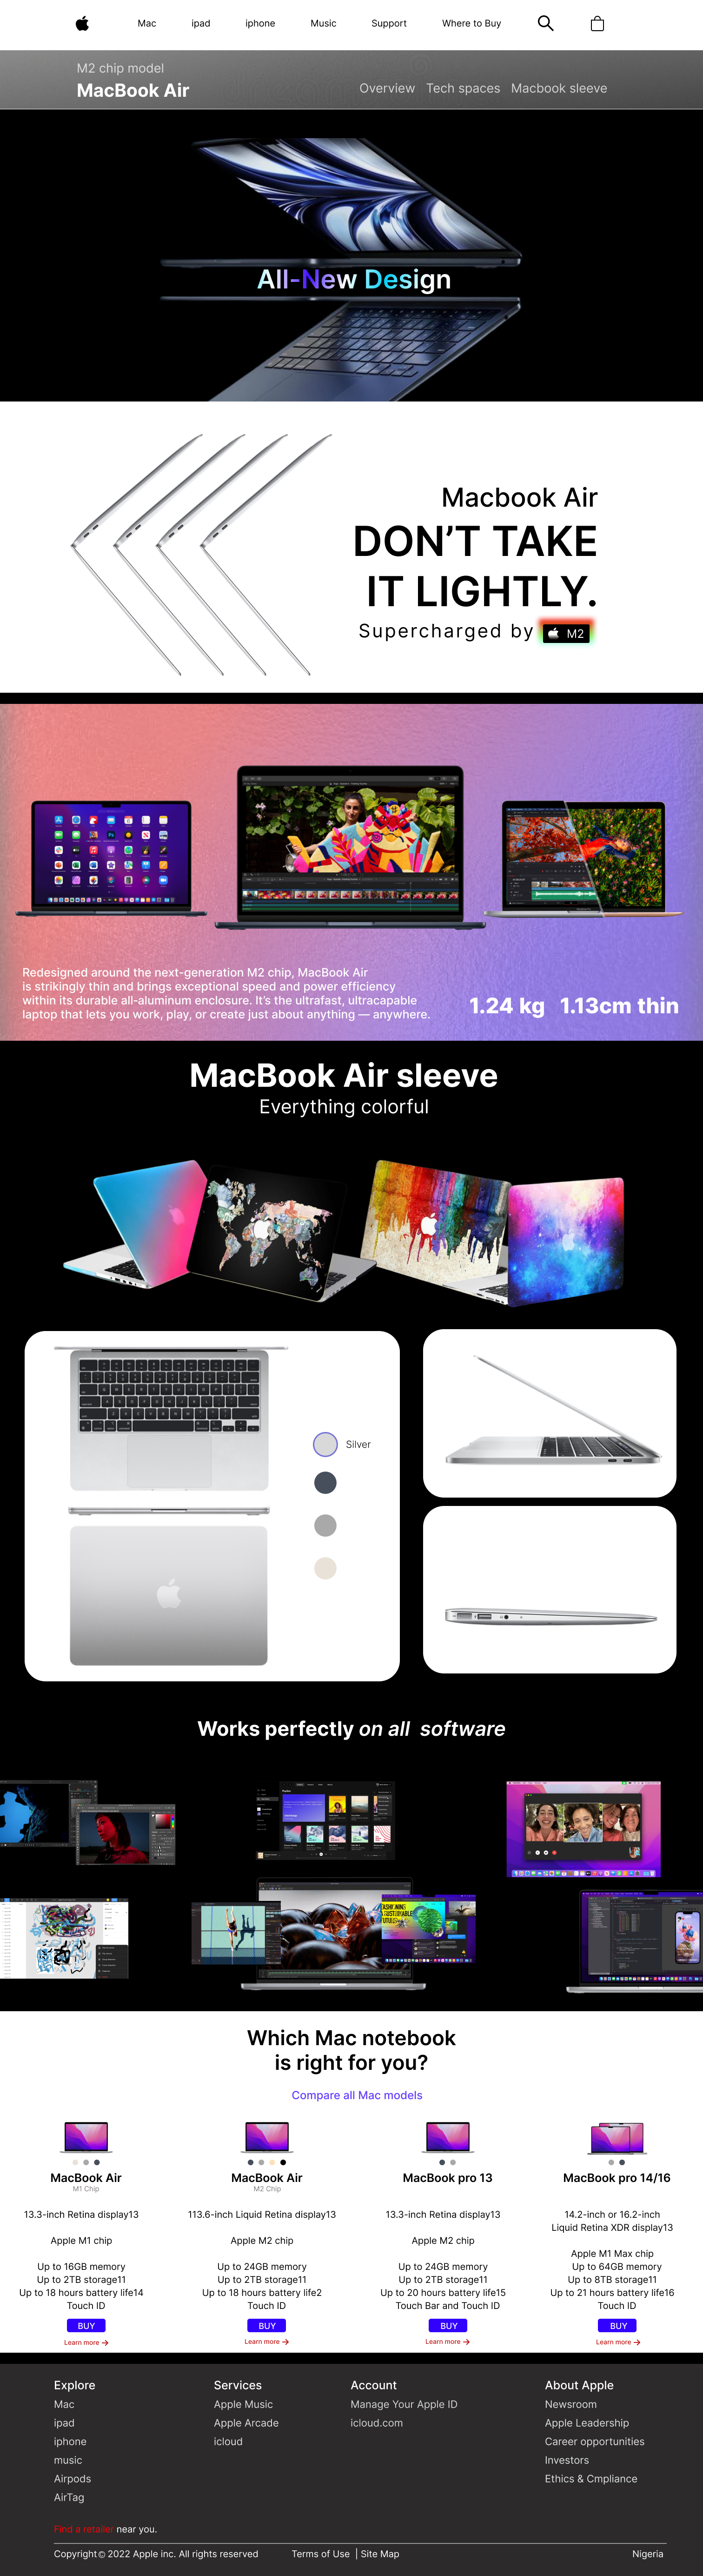 Mac ipad iphone Music Support Where to Buy
M2 chip model
MacBook Air
Overview Tech spaces Macbook sleeve
All-New Design
Macbook Air
DON'T TAKE
IT LIGHTLY.
Supercharged by M2
Redesigned around the next-generation M2 chip, MacBook Air
is strikingly thin and brings exceptional speed and power efficiency
within its durable all-aluminum enclosure. It's the ultrafast, ultracapable
laptop that lets you work, play, or create just about anything — anywhere.
1.24 kg 1.13cm thin
MacBook Air sleeve
Everything colorful
Silver
Works perfectly on all software
Which Mac notebook
is right for you?
Compare all Mac models
MacBook Air
M1 Chip
13.3-inch Retina display13
Apple M1 chip
Up to 16GB memory
Up to 2TB storage11
Up to 18 hours battery life14
Touch ID
BUY
Learn more →
MacBook Air
M2 Chip
113.6-inch Liquid Retina display13
Apple M2 chip
Up to 24GB memory
Up to 2TB storage11
Up to 18 hours battery life2
Touch ID
BUY
Learn more →
MacBook pro 13
13.3-inch Retina display13
Apple M2 chip
Up to 24GB memory
Up to 2TB storage11
Up to 20 hours battery life15
Touch Bar and Touch ID
BUY
Learn more →
MacBook pro 14/16
14.2-inch or 16.2-inch
Liquid Retina XDR display13
Apple M1 Max chip
Up to 64GB memory
Up to 8TB storage11
Up to 21 hours battery life16
Touch ID
BUY
Learn more →
Explore
Mac
ipad
iphone
music
Airpods
AirTag
Services
Apple Music
Apple Arcade
icloud
Account
Manage Your Apple ID
icloud.com
About Apple
Newsroom
Apple Leadership
Career opportunities
Investors
Ethics & Cmpliance
Find a retailer near you.
Copyright © 2022 Apple inc. All rights reserved Terms of Use | Site Map Nigeria